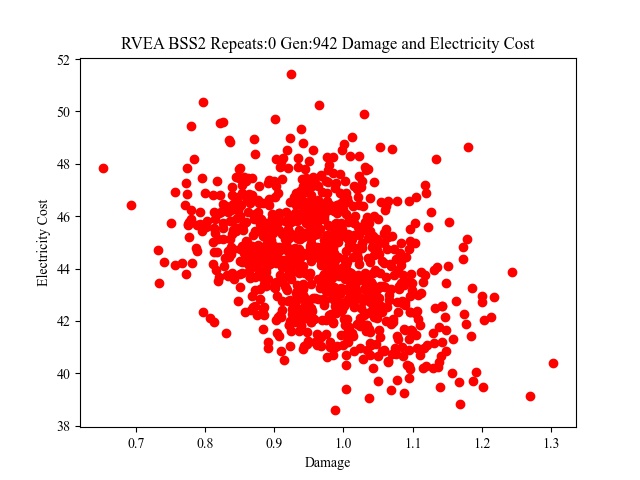 RVEA BSS2 Repeats:0 Gen:942 Damage and Electricity Cost
52
50
48
46
44
42
40
38
Electricity Cost
0.7 0.8 0.9 1.0 1.1 1.2 1.3
Damage